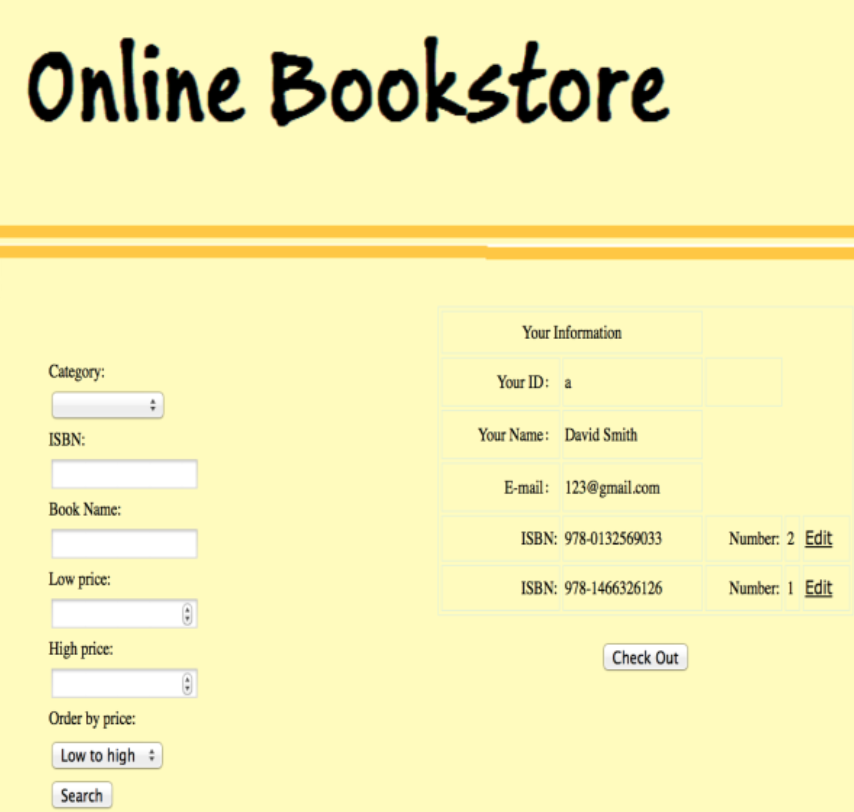 Online Bookstore
Category:
ISBN:
Book Name:
Low price:
High price:
Order by price:
Low to high
Search
Your Information
Your ID: a
Your Name: David Smith
E-mail: 123@gmail.com
ISBN: 978-0132569033 Number: 2 Edit
ISBN: 978-1466326126 Number: 1 Edit
Check Out